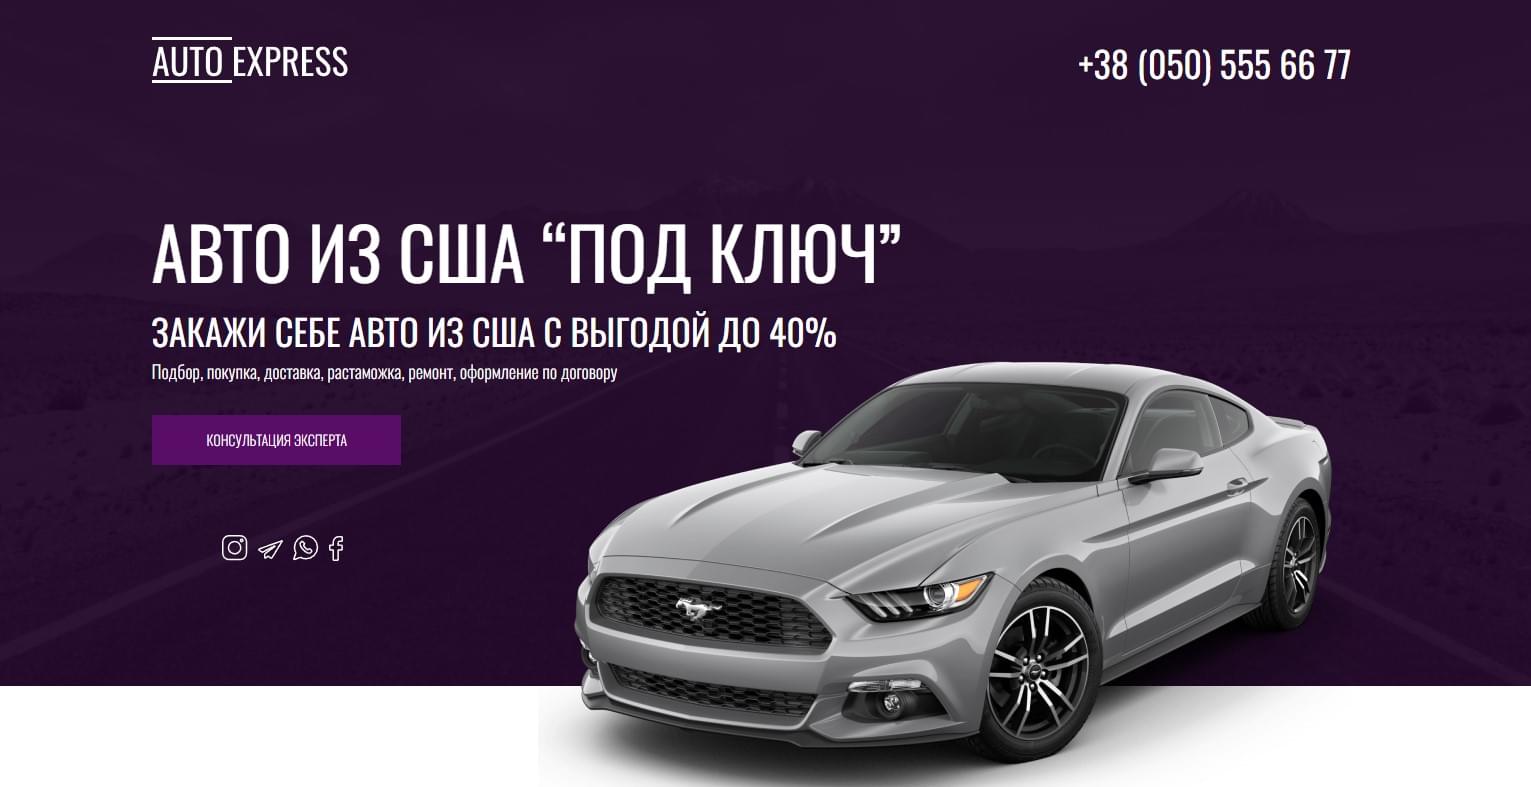 AUTO EXPRESS
+38 (050) 555 66 77
АВТО ИЗ США “ПОД КЛЮЧ”
ЗАКАЖИ СЕБЕ АВТО ИЗ США С ВЫГОДОЙ ДО 40%
Подбор, покупка, доставка, растаможка, ремонт, оформление по договору
КОНСУЛЬТАЦИЯ ЭКСПЕРТА